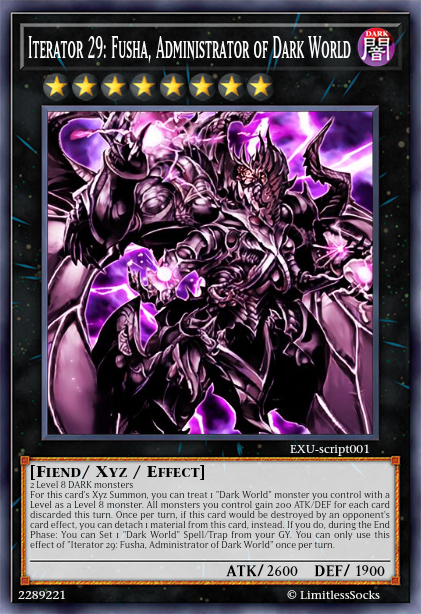 Iterator 29: Fusha, Administrator of Dark World
DARK
闇
EXU-script001
[Fiend/ Xyz / Effect]
2 Level 8 DARK monsters
For this card's Xyz Summon, you can treat 1 "Dark World" monster you control with a
Level as a Level 8 monster. All monsters you control gain 200 ATK/DEF for each card
discarded this turn. Once per turn, if this card would be destroyed by an opponent's
card effect, you can detach 1 material from this card, instead. If you do, during the End
Phase: You can Set 1 "Dark World" Spell/Trap from your GY. You can only use this
effect of "Iterator 29: Fusha, Administrator of Dark World" once per turn.
ATK/ 2600 DEF/ 1900
2289221 © LimitlessSocks